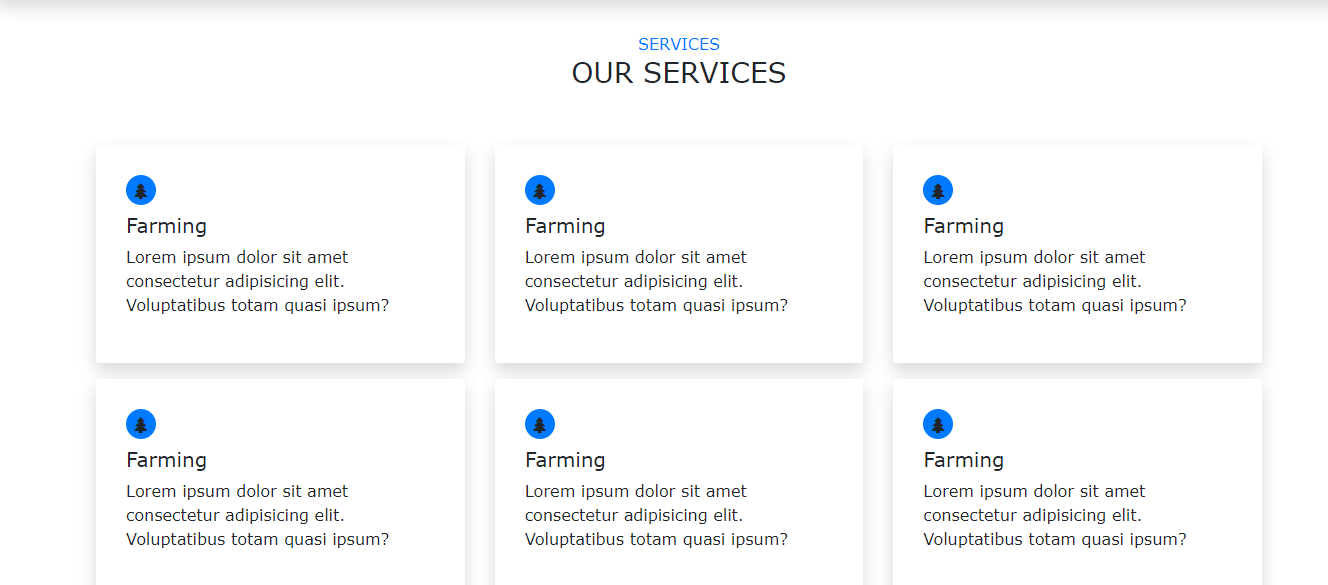 SERVICES
OUR SERVICES
Farming
Lorem ipsum dolor sit amet
consectetur adipisicing elit.
Voluptatibus totam quasi ipsum?
Farming
Lorem ipsum dolor sit amet
consectetur adipisicing elit.
Voluptatibus totam quasi ipsum?
Farming
Lorem ipsum dolor sit amet
consectetur adipisicing elit.
Voluptatibus totam quasi ipsum?
Farming
Lorem ipsum dolor sit amet
consectetur adipisicing elit.
Voluptatibus totam quasi ipsum?
Farming
Lorem ipsum dolor sit amet
consectetur adipisicing elit.
Voluptatibus totam quasi ipsum?
Farming
Lorem ipsum dolor sit amet
consectetur adipisicing elit.
Voluptatibus totam quasi ipsum?